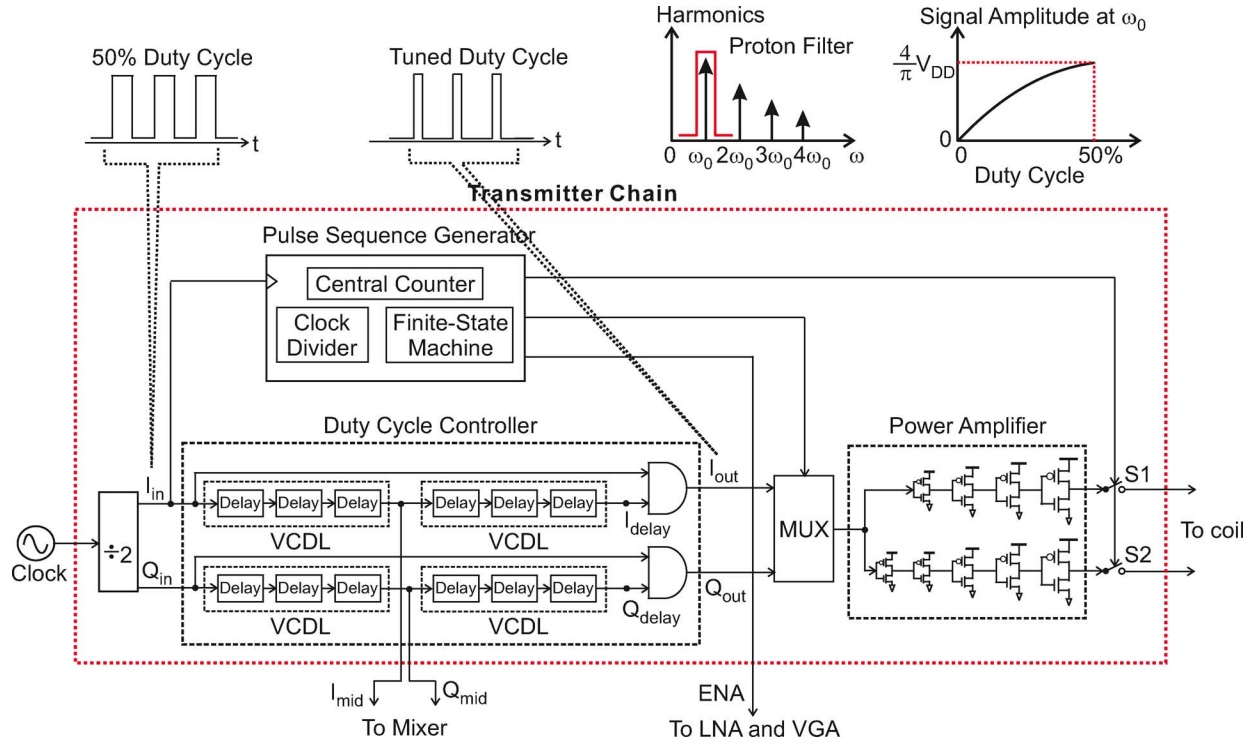 50% Duty Cycle
t
Tuned Duty Cycle
t
Harmonics
Proton Filter
0 ω0 2ω0 3ω0 4ω0 ω
Signal Amplitude at ω0
4/π VDD
0
0 50%
Duty Cycle
Transmitter Chain
Pulse Sequence Generator
Central Counter
Clock
Divider
Finite-State
Machine
Duty Cycle Controller
Power Amplifier
Iin
Iout
Delay Delay Delay
Delay Delay Delay
VCDL
VCDL
Idelay
Clock
÷2
MUX
S1
To coil
Qin
S2
Delay Delay Delay
Delay Delay Delay
VCDL
VCDL
Qdelay
Qout
Imid
Qmid
ENA
To Mixer
To LNA and VGA